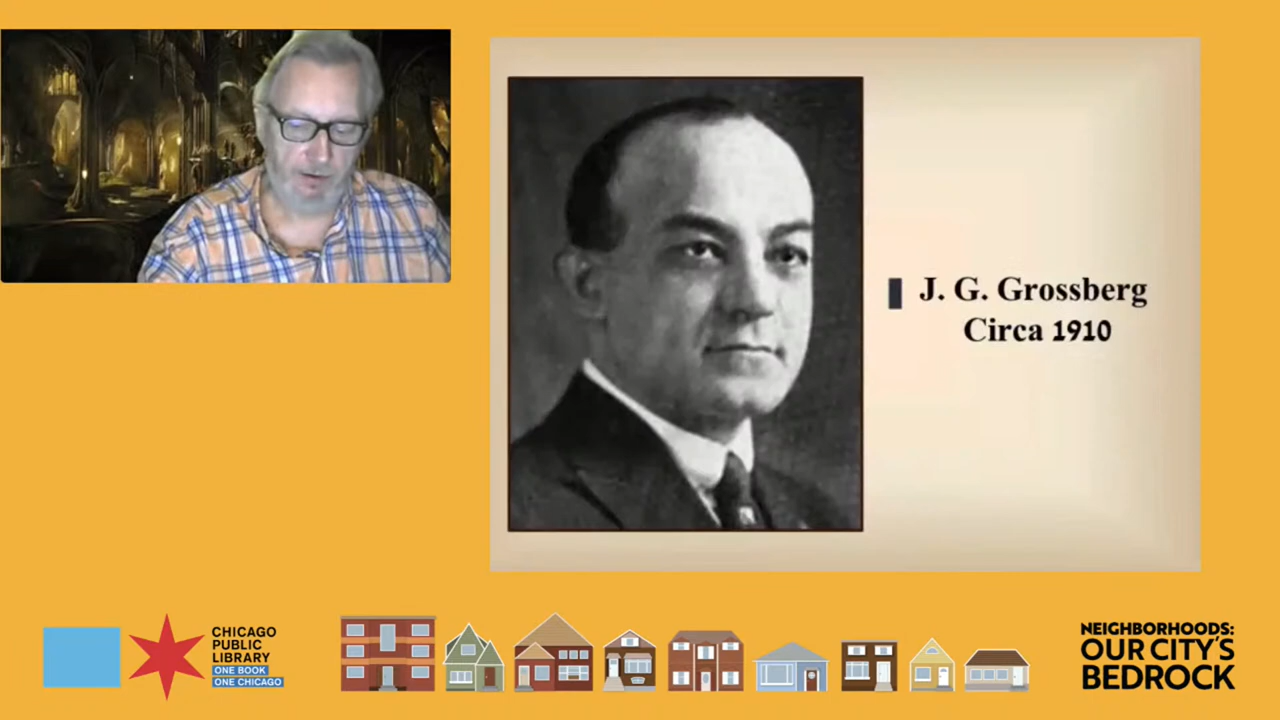 J. G. Grossberg
Circa 1910
CHICAGO
PUBLIC
LIBRARY
ONE BOOK
ONE CHICAGO
NEIGHBORHOODS:
OUR CITY'S
BEDROCK